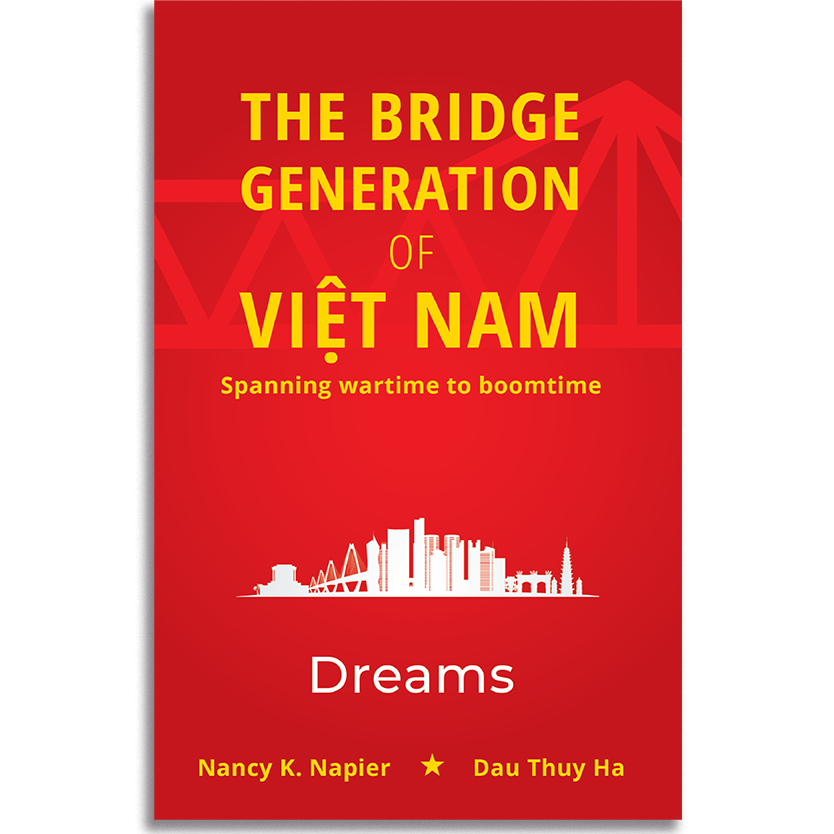 THE BRIDGE
GENERATION
OF
VIỆT NAM
Spanning wartime to boomtime
Dreams
Nancy K. Napier ★ Dau Thuy Ha